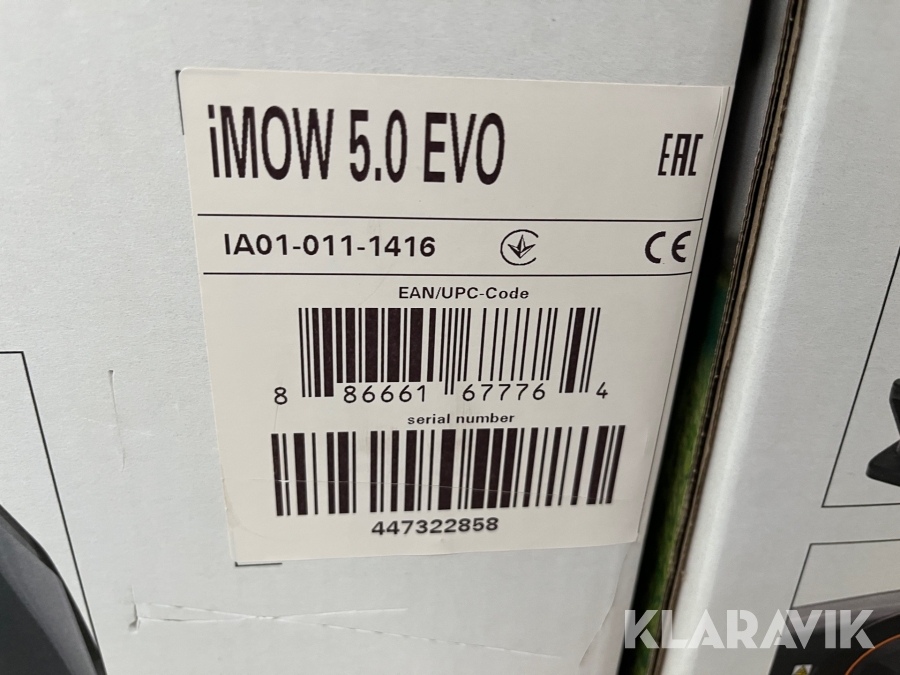 iMOW 5.0 EVO
EAC
IA01-011-1416
CE
EAN/UPC-Code
8 86661 67776 4
serial number
447322858
KLARAVIK